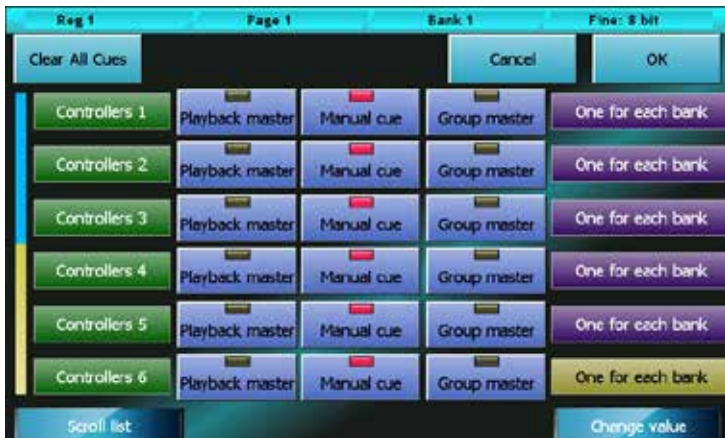 Reg 1 Page 1 Bank 1 Fine: 8 bit
Clear All Cues Cancel OK
Controllers 1 Playback master Manual cue Group master One for each bank
Controllers 2 Playback master Manual cue Group master One for each bank
Controllers 3 Playback master Manual cue Group master One for each bank
Controllers 4 Playback master Manual cue Group master One for each bank
Controllers 5 Playback master Manual cue Group master One for each bank
Controllers 6 Playback master Manual cue Group master One for each bank
Scroll list Change value